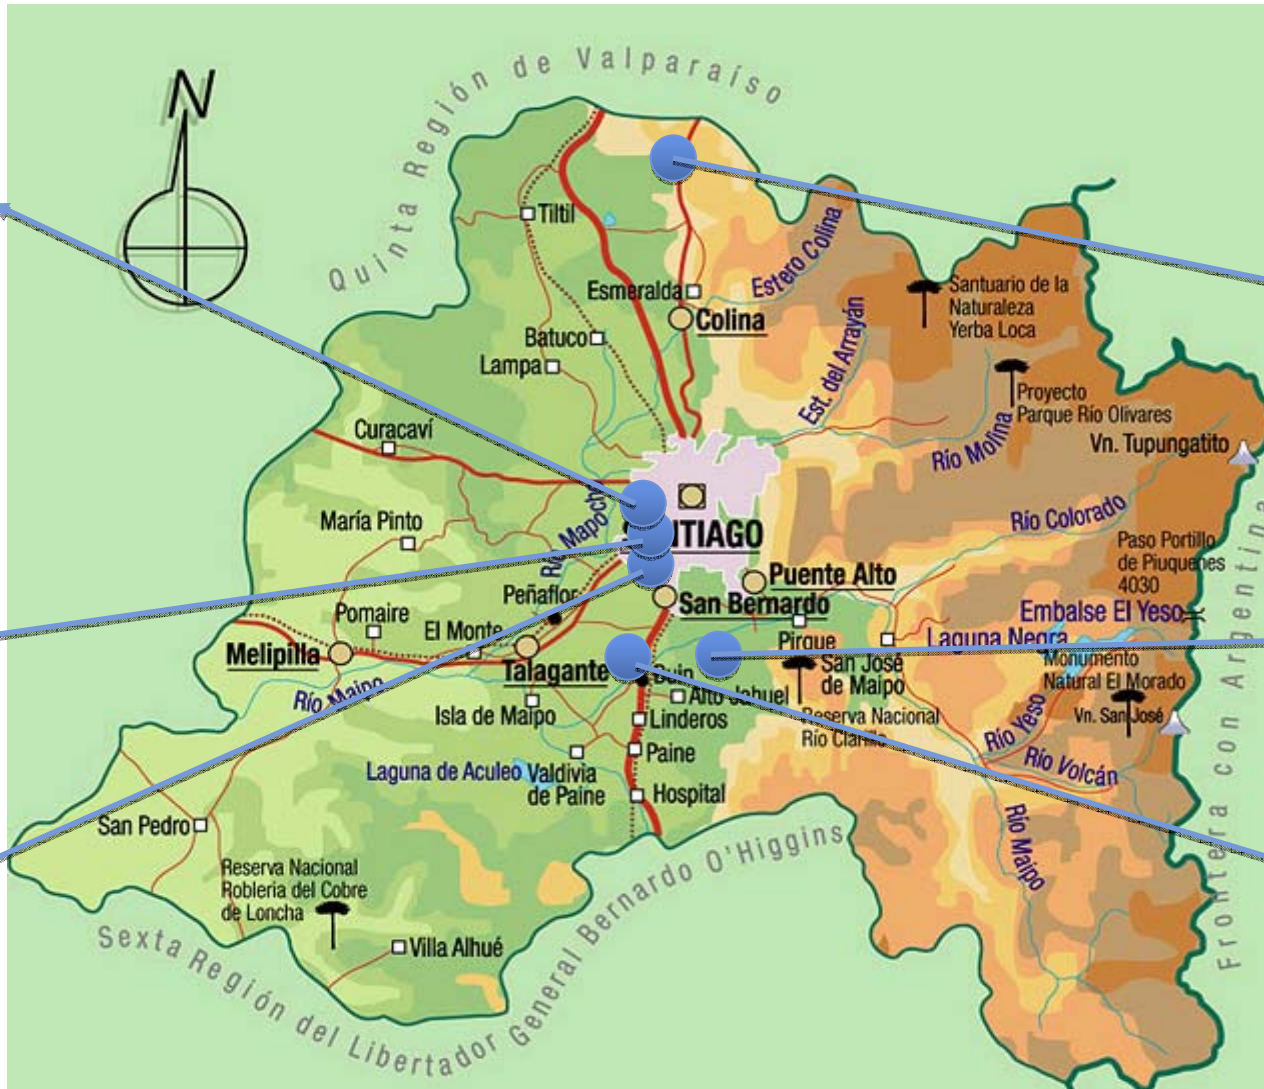 Quinta Región de Valparaíso
N
Tiltil
Esmeralda
Estero Colina
Santuario de la
Naturaleza
Yerba Loca
Colina
Batuco
Lampa
Est. del Arrayán
Proyecto
Parque Río Olivares
Curacaví
Río Molina
Vn. Tupungatito
María Pinto
Río Mapocho
NTIAGO
Río Colorado
Paso Portillo
de Piuquenes
4030
Puente Alto
Peñaflor
San Bernardo
Pomaire
El Monte
Embalse El Yeso
Melipilla
Talagante
Pirque
Laguna Negra
San José
de Maipo
Monumento
Natural El Morado
Río Maipo
Buin
Alto Jahuel
Isla de Maipo
Linderos
Reserva Nacional
Río Clarillo
Río Yeso
Vn. San José
Paine
Laguna de Aculeo
Valdivia
de Paine
Río Volcán
Hospital
San Pedro
Río Maipo
Reserva Nacional
Robleria del Cobre
de Loncha
Villa Alhué
Sexta Región del Libertador General Bernardo O'Higgins
Frontera con Argentina